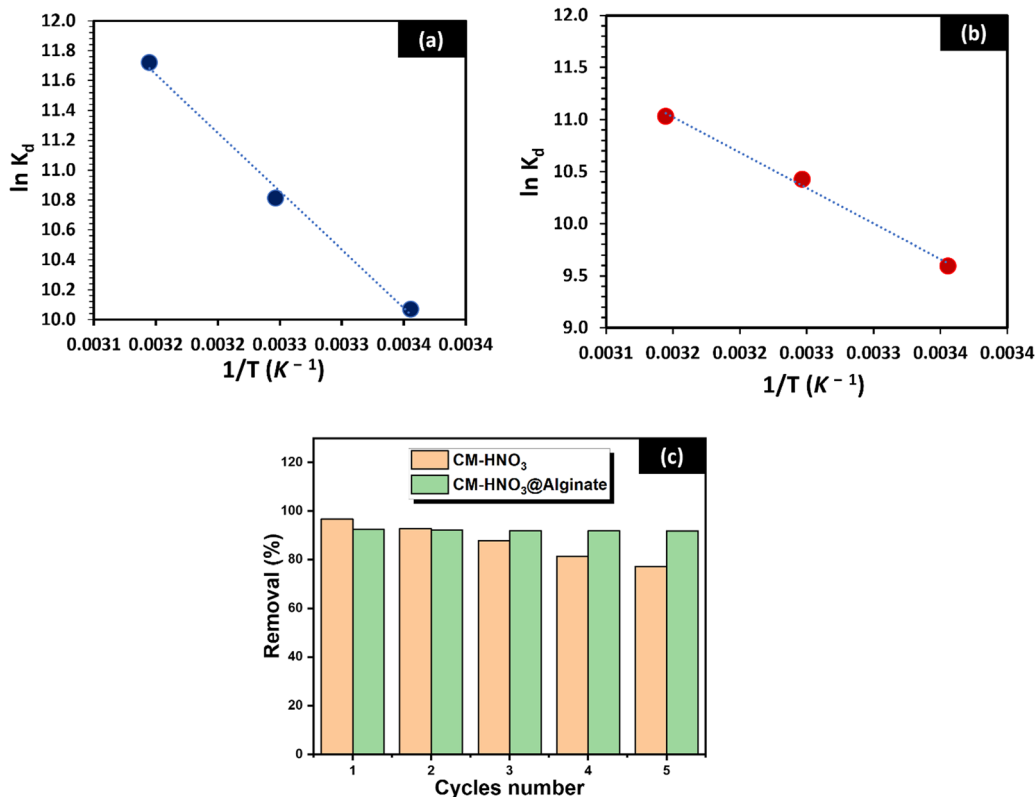 (a)
ln K_d
12.0
11.8
11.6
11.4
11.2
11.0
10.8
10.6
10.4
10.2
10.0
0.0031 0.0032 0.0032 0.0033 0.0033 0.0034 0.0034
1/T (K⁻¹)
(b)
ln K_d
12.0
11.5
11.0
10.5
10.0
9.5
9.0
0.0031 0.0032 0.0032 0.0033 0.0033 0.0034 0.0034
1/T (K⁻¹)
(c)
CM-HNO₃
CM-HNO₃@Alginate
Removal (%)
120
100
80
60
40
20
0
1 2 3 4 5
Cycles number